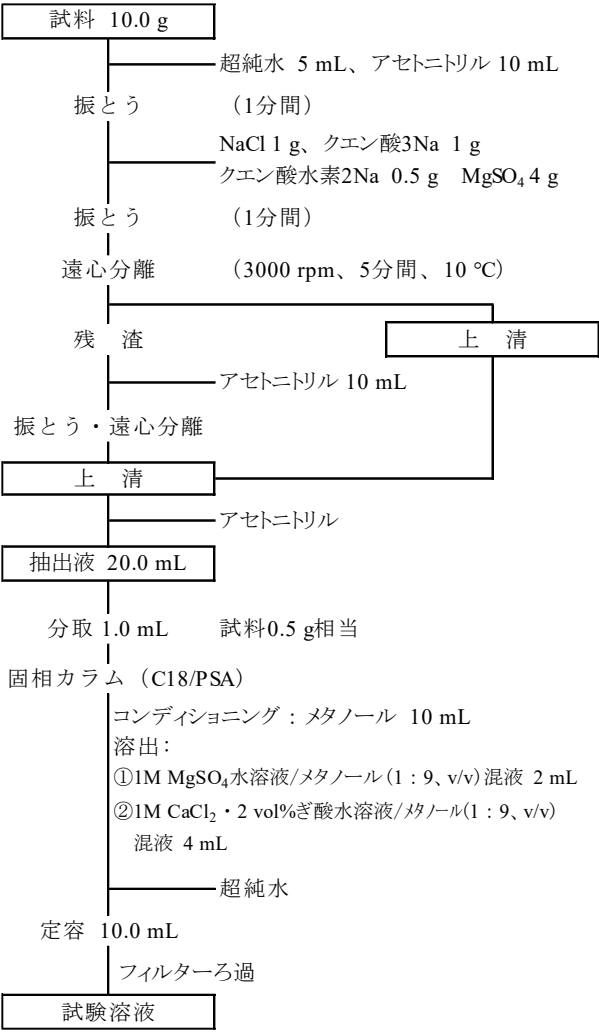 試料 10.0 g
超純水 5 mL、アセトニトリル 10 mL
振とう （1分間）
NaCl 1 g、クエン酸3Na 1 g
クエン酸水素2Na 0.5 g MgSO₄ 4 g
振とう （1分間）
遠心分離 （3000 rpm、5分間、10 ℃）
残 渣
上 清
アセトニトリル 10 mL
振とう・遠心分離
上 清
アセトニトリル
抽出液 20.0 mL
分取 1.0 mL 試料0.5 g相当
固相カラム（C18/PSA）
コンディショニング：メタノール 10 mL
溶出：
①1M MgSO₄水溶液/メタノール（1：9、v/v）混液 2 mL
②1M CaCl₂・2 vol%ぎ酸水溶液/メタノール（1：9、v/v）
混液 4 mL
超純水
定容 10.0 mL
フィルターろ過
試験溶液